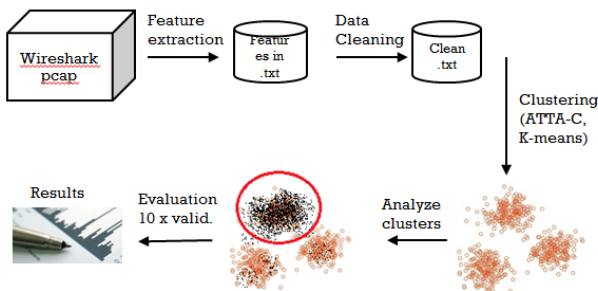 Wireshark
pcap
Feature
extraction
Featur
es in
.txt
Data
Cleaning
Clean
.txt
Clustering
(ATTA-C,
K-means)
Analyze
clusters
Evaluation
10 x valid.
Results